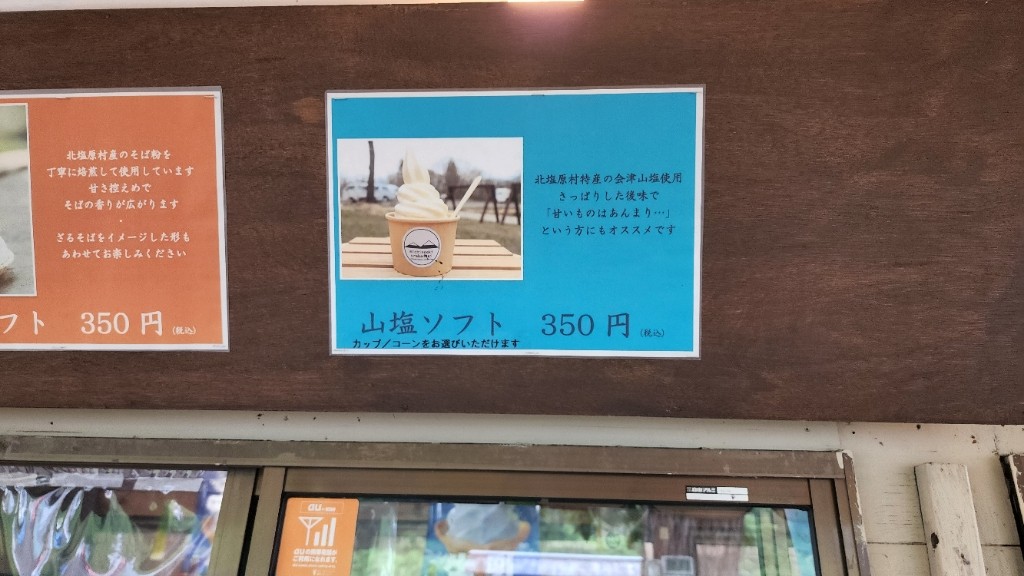 北塩原村産のそば粉を
丁寧に焙煎して使用しています
甘さ控えめで
そばの香りが広がります
・
ざるそばをイメージした形も
あわせてお楽しみください
フト 350円(税込)
北塩原村特産の会津山塩使用
さっぱりした後味で
「甘いものはあんまり…」
という方にもオススメです
山塩ソフト 350円(税込)
カップ/コーンをお選びいただけます
au